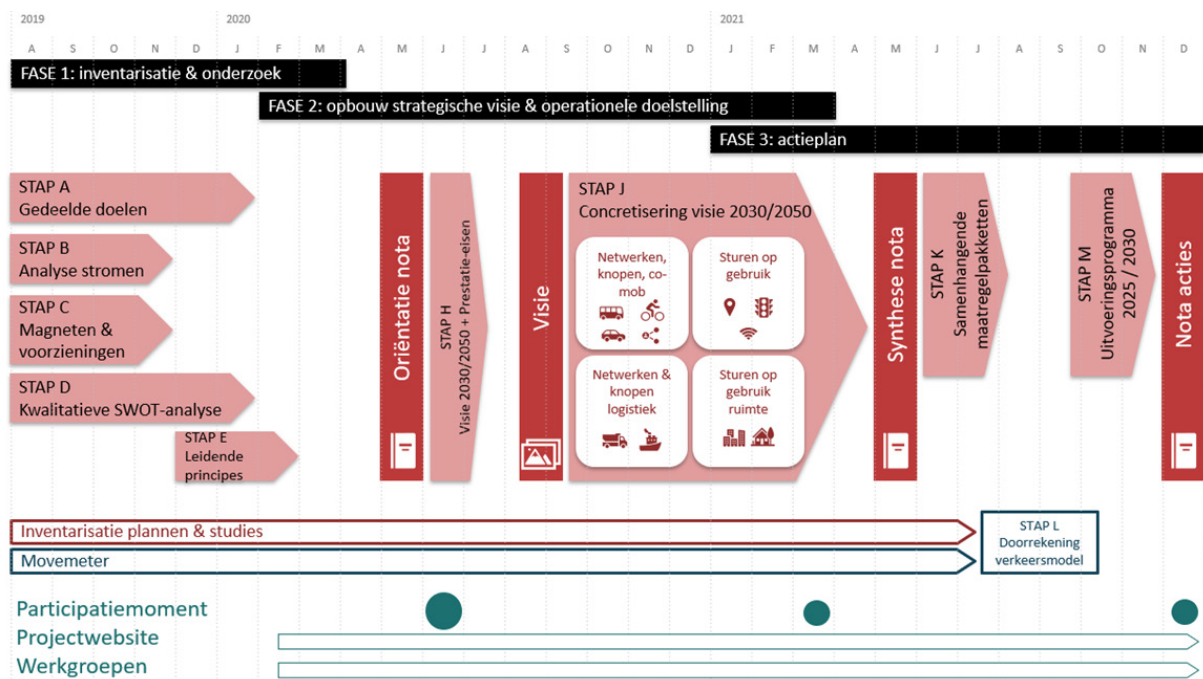 2019
2020
2021
A S O N D J F M A M J J A S O N D J F M A M J J A S O N D
FASE 1: inventarisatie & onderzoek
FASE 2: opbouw strategische visie & operationele doelstelling
FASE 3: actieplan
STAP A
Gedeelde doelen
STAP B
Analyse stromen
STAP C
Magneten &
voorzieningen
STAP D
Kwalitatieve SWOT-analyse
STAP E
Leidende
principes
Oriëntatie nota
STAP H
Visie 2030/2050 + Prestatie-eisen
Visie
STAP J
Concretisering visie 2030/2050
Netwerken,
knopen, co-
mob
Sturen op
gebruik
Netwerken &
knopen
logistiek
Sturen op
gebruik
ruimte
Synthese nota
STAP K
Samenhangende
maatregelpakketten
STAP M
Uitvoeringsprogramma
2025 / 2030
Nota acties
Inventarisatie plannen & studies
Movemeter
STAP L
Doorrekening
verkeersmodel
Participatiemoment
Projectwebsite
Werkgroepen